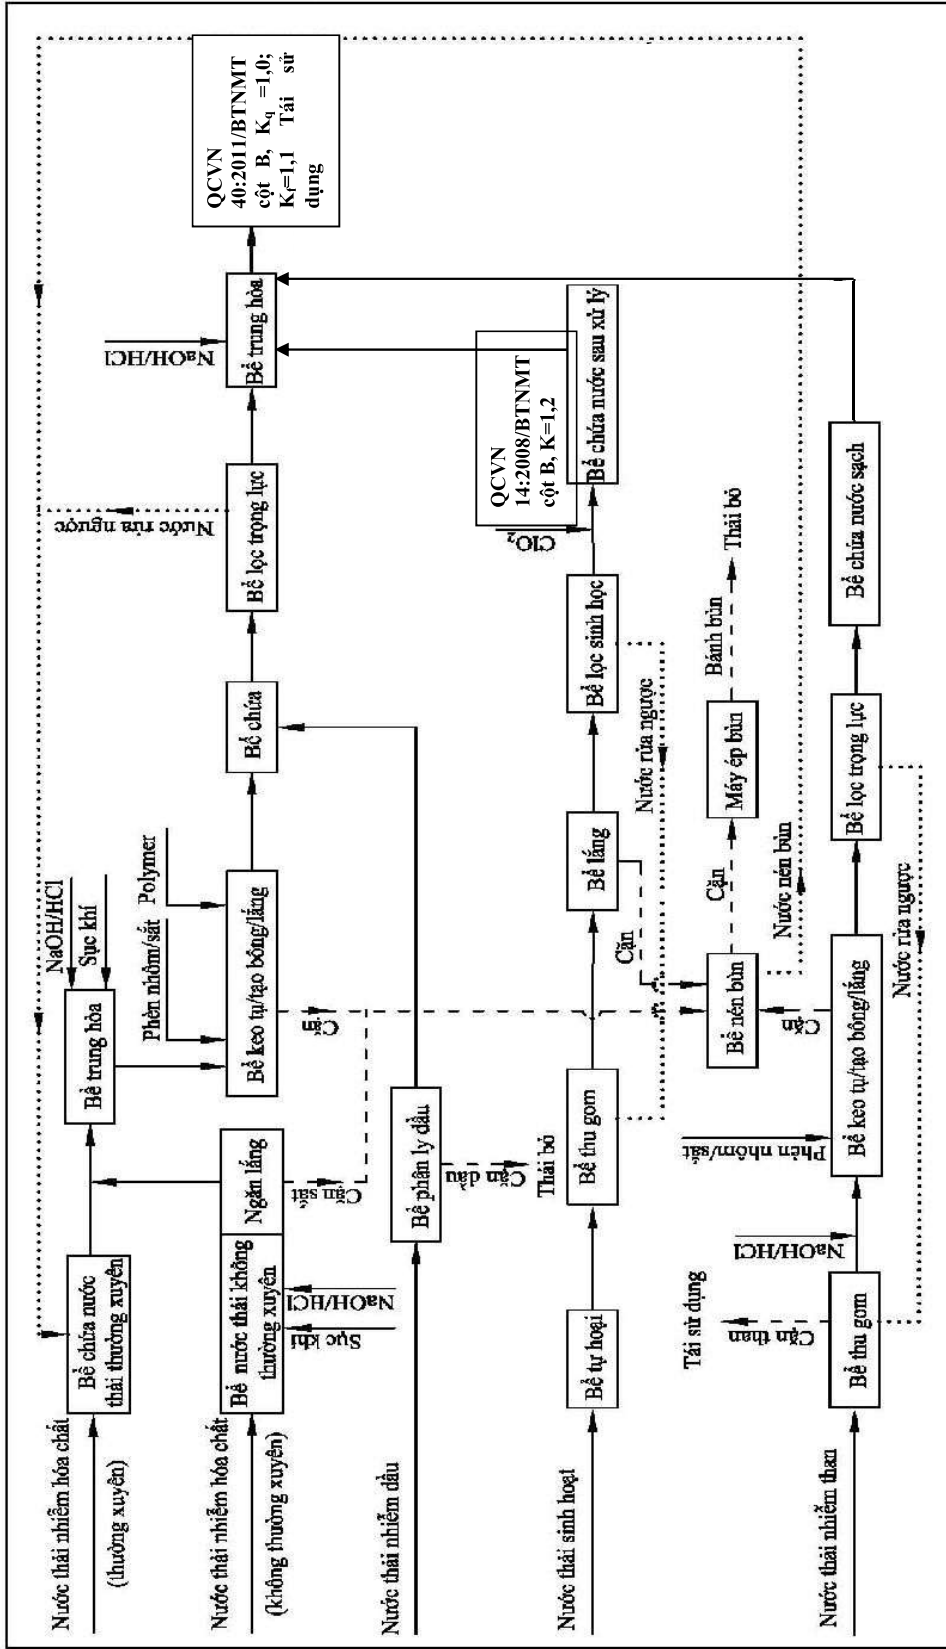 Nước thải nhiễm hóa chất
(thường xuyên)
Bể chứa nước
thải thường xuyên
Bể trung hòa
NaOH/HCl
Sục khí
Nước thải nhiễm hóa chất
(không thường xuyên)
Bể nước thải không
thường xuyên
Ngăn lắng
Sục khí
NaOH/HCl
Cặn sắt
Phèn nhôm/sắt
Polymer
Bể keo tụ/tạo bông/lắng
Cặn
Bể chứa
Bể lọc trọng lực
Nước rửa ngược
Bể trung hòa
NaOH/HCl
QCVN
40:2011/BTNMT
cột B, Kq =1,0;
Kf=1,1 Tái sử
dụng
Nước thải nhiễm dầu
Bể phân ly dầu
Cặn dầu
Thải bỏ
Nước thải sinh hoạt
Bể tự hoại
Bể thu gom
Bể lắng
Cặn
Bể lọc sinh học
Nước rửa ngược
ClO2
QCVN
14:2008/BTNMT
cột B, K=1,2
Bể chứa nước sau xử lý
Bể nén bùn
Cặn
Máy ép bùn
Bánh bùn
Thải bỏ
Nước nén bùn
Nước thải nhiễm than
Bể thu gom
Cặn than
Tái sử dụng
NaOH/HCl
Phèn nhôm/sắt
Bể keo tụ/tạo bông/lắng
Cặn
Bể lọc trọng lực
Nước rửa ngược
Bể chứa nước sạch